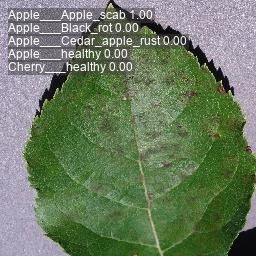 Apple___Apple_scab 1.00
Apple___Black_rot 0.00
Apple___Cedar_apple_rust 0.00
Apple___healthy 0.00
Cherry___healthy 0.00